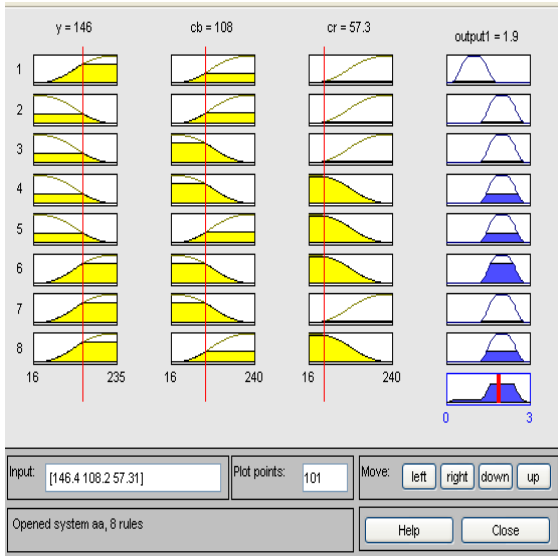 y = 146 cb = 108 cr = 57.3 output1 = 1.9
1
2
3
4
5
6
7
8
16 235 16 240 16 240
0 3
Input: [146.4 108.2 57.31] Plot points: 101 Move: left right down up
Opened system aa, 8 rules Help Close